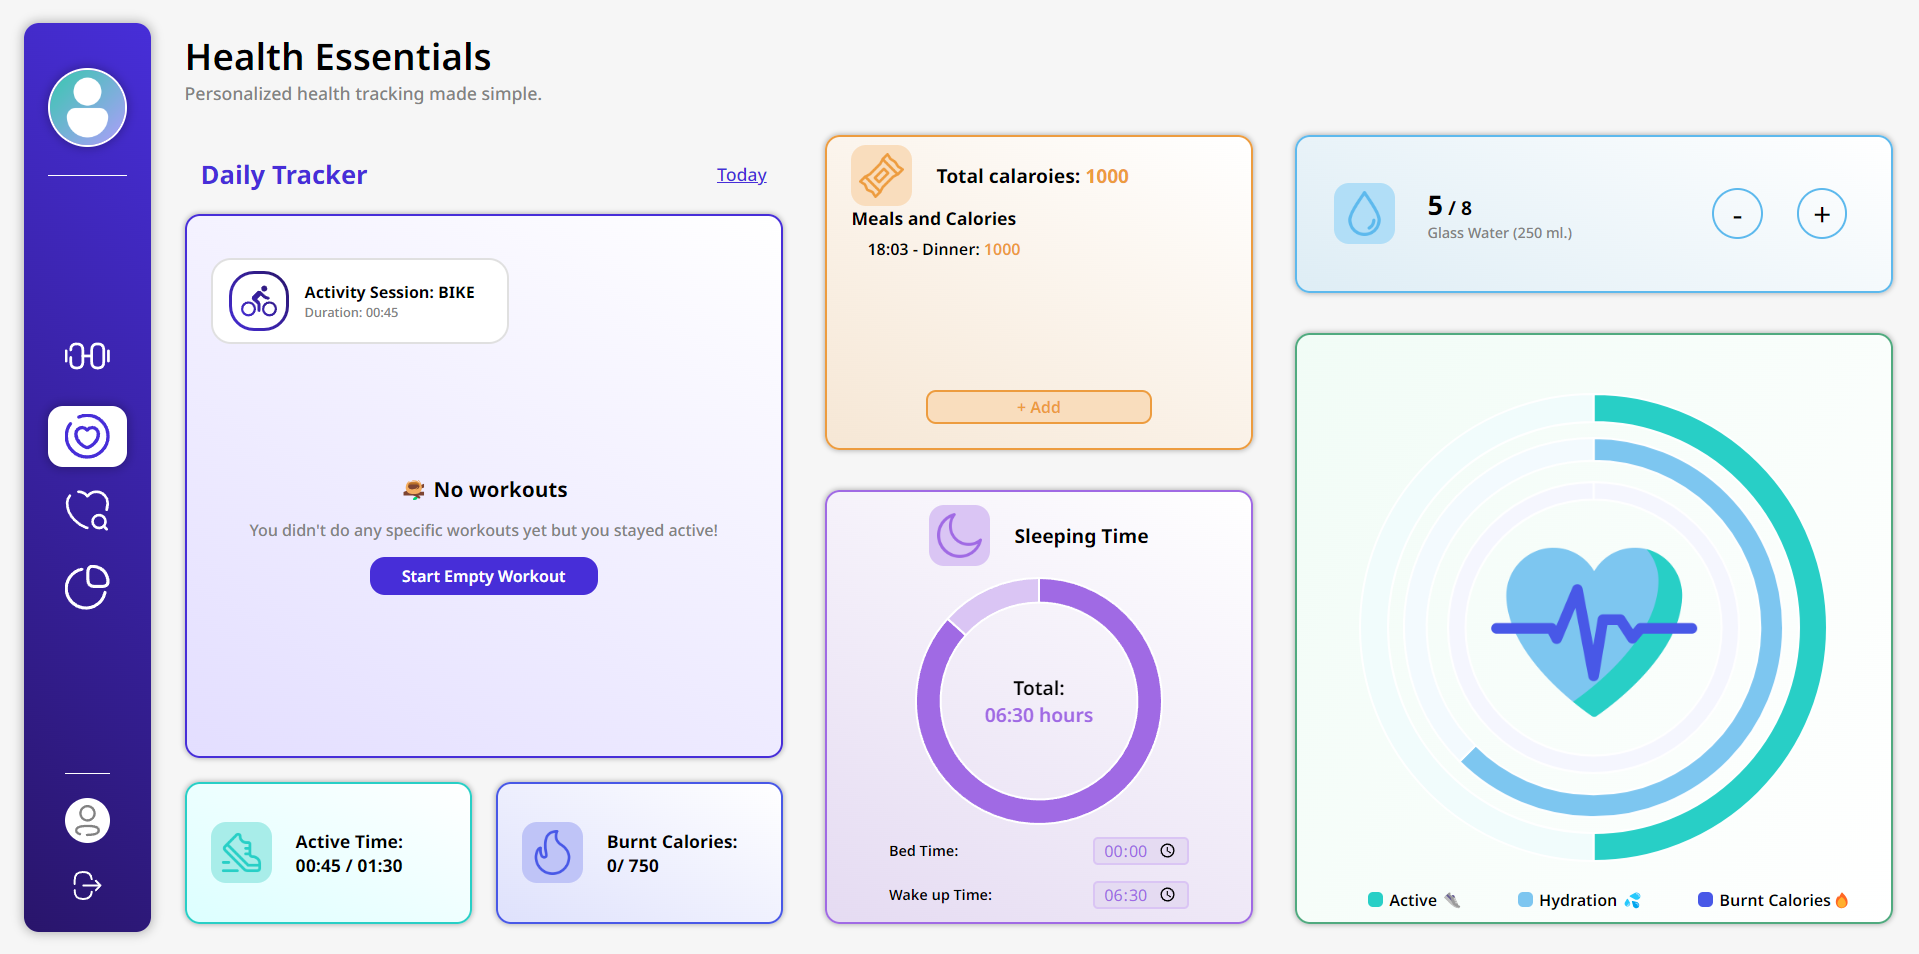 Health Essentials
Personalized health tracking made simple.
Daily Tracker
Today
Activity Session: BIKE
Duration: 00:45
No workouts
You didn't do any specific workouts yet but you stayed active!
Start Empty Workout
Active Time:
00:45 / 01:30
Burnt Calories:
0/ 750
Total calaroies: 1000
Meals and Calories
18:03 - Dinner: 1000
+ Add
Sleeping Time
Total:
06:30 hours
Bed Time: 00:00
Wake up Time: 06:30
5 / 8
Glass Water (250 ml.)
- +
Active Hydration Burnt Calories